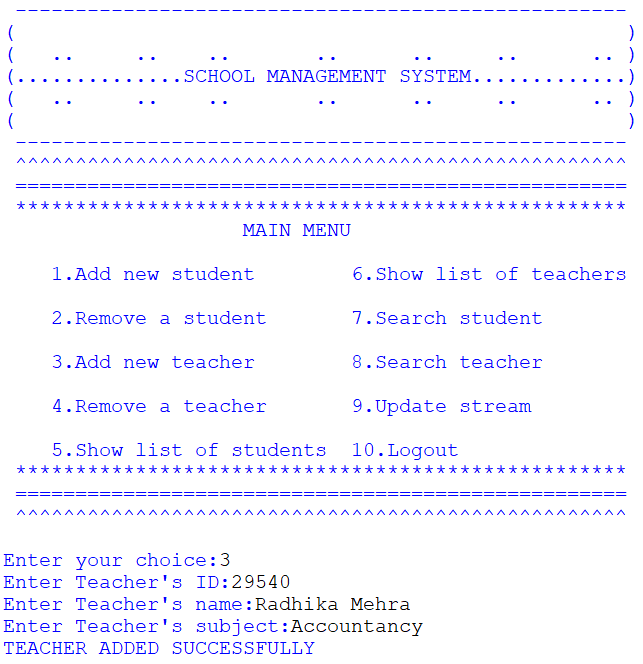 ---------------------------------------------------
(                                                   )
(   ..     ..    ..       ..      ..     ..      .. )
(..............SCHOOL MANAGEMENT SYSTEM.............)
(   ..     ..    ..       ..      ..     ..      .. )
(                                                   )
---------------------------------------------------
^^^^^^^^^^^^^^^^^^^^^^^^^^^^^^^^^^^^^^^^^^^^^^^^^^^
===================================================
***************************************************
MAIN MENU
1.Add new student        6.Show list of teachers
2.Remove a student       7.Search student
3.Add new teacher        8.Search teacher
4.Remove a teacher       9.Update stream
5.Show list of students  10.Logout
***************************************************
===================================================
^^^^^^^^^^^^^^^^^^^^^^^^^^^^^^^^^^^^^^^^^^^^^^^^^^^
Enter your choice:3
Enter Teacher's ID:29540
Enter Teacher's name:Radhika Mehra
Enter Teacher's subject:Accountancy
TEACHER ADDED SUCCESSFULLY